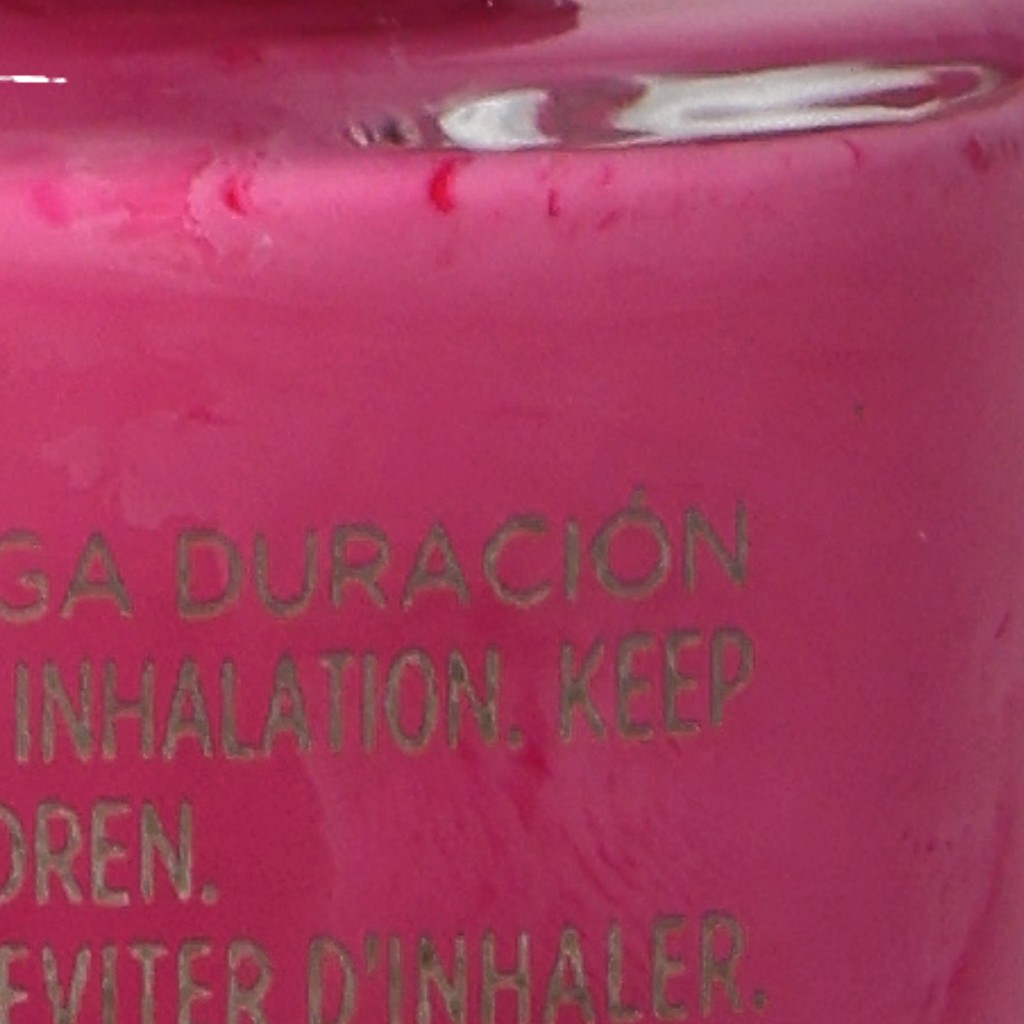 GA DURACIÓN
INHALATION. KEEP
DREN.
EVITER D'INHALER.